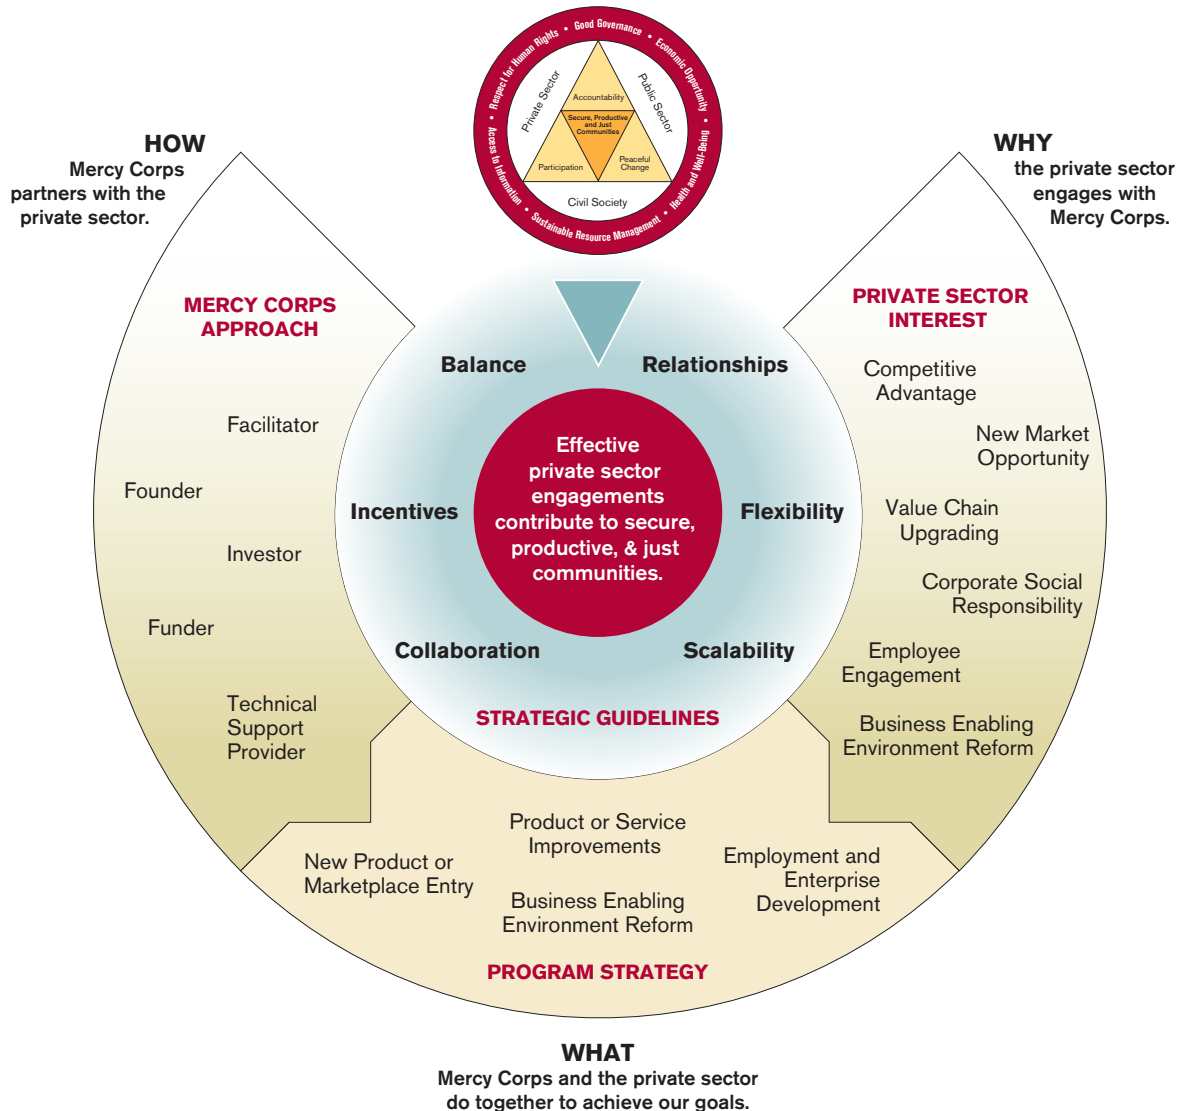 Respect for Human Rights • Good Governance • Economic Opportunity • Health and Well-Being • Sustainable Resource Management • Access to Information •
Private Sector
Public Sector
Accountability
Secure, Productive
and Just
Communities
Participation
Peaceful
Change
Civil Society
HOW
Mercy Corps
partners with the
private sector.
WHY
the private sector
engages with
Mercy Corps.
MERCY CORPS
APPROACH
Facilitator
Founder
Investor
Funder
Technical
Support
Provider
Balance
Relationships
Incentives
Flexibility
Collaboration
Scalability
Effective
private sector
engagements
contribute to secure,
productive, & just
communities.
STRATEGIC GUIDELINES
PRIVATE SECTOR
INTEREST
Competitive
Advantage
New Market
Opportunity
Value Chain
Upgrading
Corporate Social
Responsibility
Employee
Engagement
Business Enabling
Environment Reform
New Product or
Marketplace Entry
Product or Service
Improvements
Business Enabling
Environment Reform
Employment and
Enterprise
Development
PROGRAM STRATEGY
WHAT
Mercy Corps and the private sector
do together to achieve our goals.